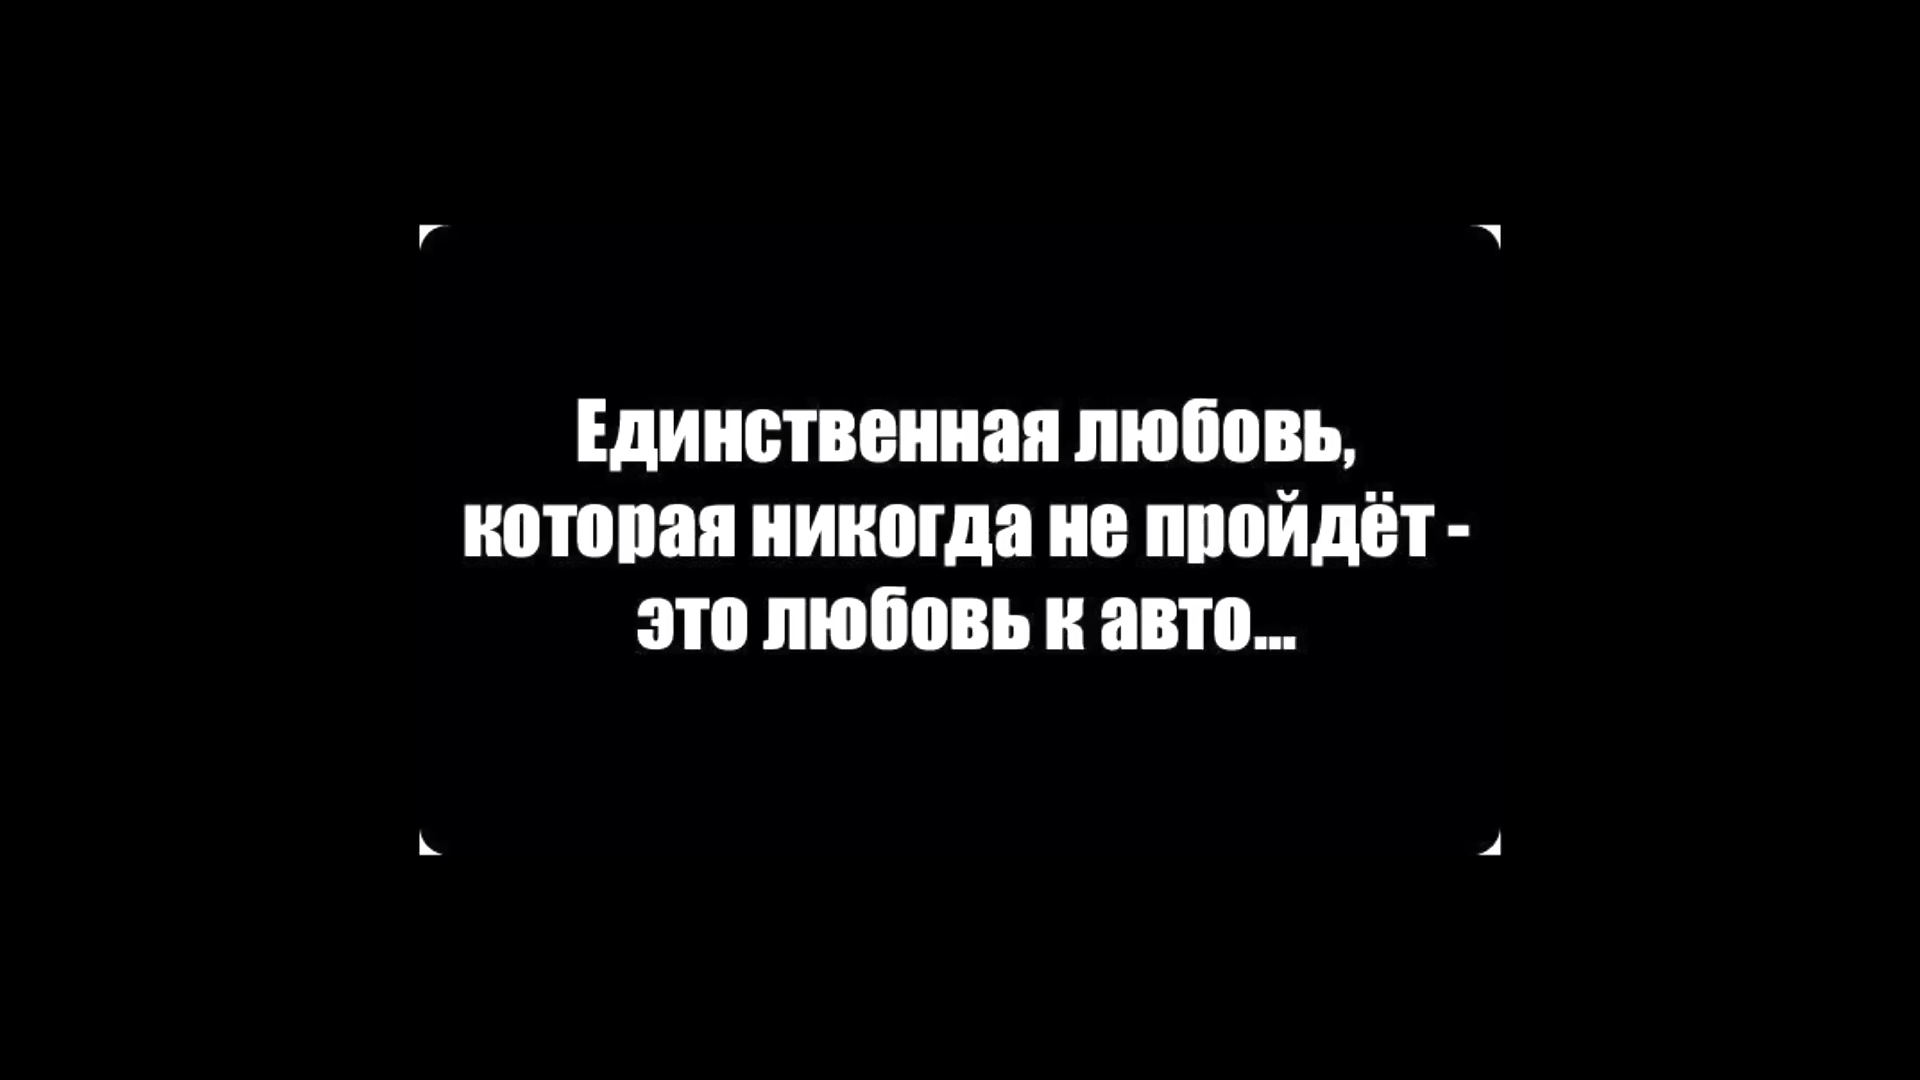 Единственная любовь,
которая никогда не пройдёт -
это любовь к авто...